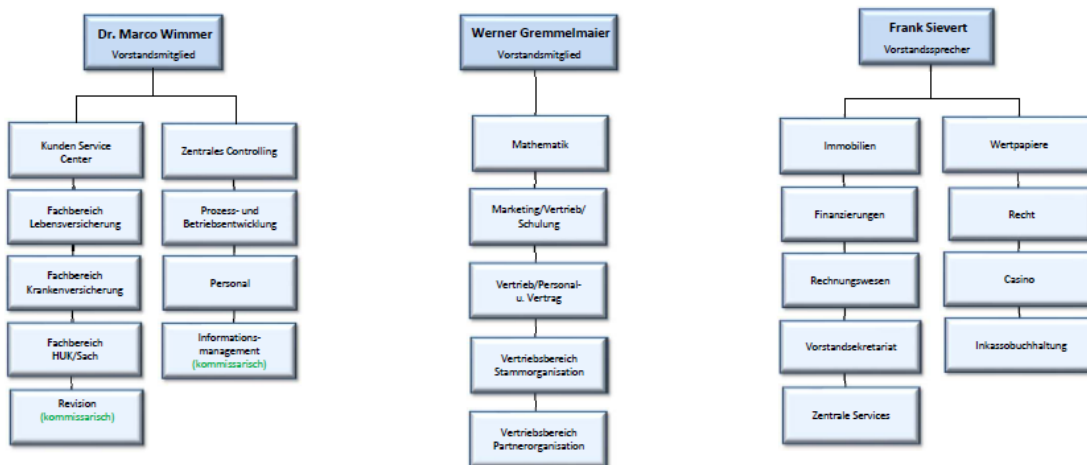 Dr. Marco Wimmer
Vorstandsmitglied
Kunden Service
Center
Fachbereich
Lebensversicherung
Fachbereich
Krankenversicherung
Fachbereich
HUK/Sach
Revision
(kommissarisch)
Zentrales Controlling
Prozess- und
Betriebsentwicklung
Personal
Informations-
management
(kommissarisch)
Werner Gremmelmaier
Vorstandsmitglied
Mathematik
Marketing/Vertrieb/
Schulung
Vertrieb/Personal-
u. Vertrag
Vertriebsbereich
Stammorganisation
Vertriebsbereich
Partnerorganisation
Frank Sievert
Vorstandssprecher
Immobilien
Finanzierungen
Rechnungswesen
Vorstandsekretariat
Zentrale Services
Wertpapiere
Recht
Casino
Inkassobuchhaltung